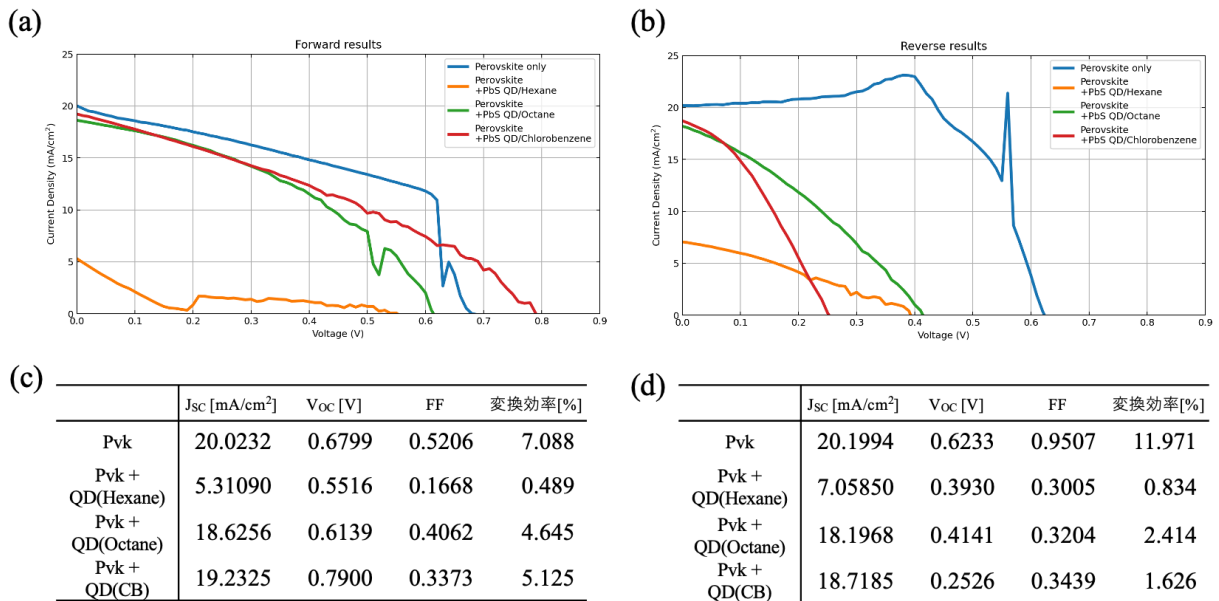 (a)
Forward results
25
20
15
10
5
0
Current Density (mA/cm²)
0.0 0.1 0.2 0.3 0.4 0.5 0.6 0.7 0.8 0.9
Voltage (V)
Perovskite only
Perovskite
+PbS QD/Hexane
Perovskite
+PbS QD/Octane
Perovskite
+PbS QD/Chlorobenzene
(b)
Reverse results
25
20
15
10
5
0
Current Density (mA/cm²)
0.0 0.1 0.2 0.3 0.4 0.5 0.6 0.7 0.8 0.9
Voltage (V)
Perovskite only
Perovskite
+PbS QD/Hexane
Perovskite
+PbS QD/Octane
Perovskite
+PbS QD/Chlorobenzene
(c)
JSC [mA/cm²] VOC [V] FF 変換効率[%]
Pvk 20.0232 0.6799 0.5206 7.088
Pvk +
QD(Hexane) 5.31090 0.5516 0.1668 0.489
Pvk +
QD(Octane) 18.6256 0.6139 0.4062 4.645
Pvk +
QD(CB) 19.2325 0.7900 0.3373 5.125
(d)
JSC [mA/cm²] VOC [V] FF 変換効率[%]
Pvk 20.1994 0.6233 0.9507 11.971
Pvk +
QD(Hexane) 7.05850 0.3930 0.3005 0.834
Pvk +
QD(Octane) 18.1968 0.4141 0.3204 2.414
Pvk +
QD(CB) 18.7185 0.2526 0.3439 1.626